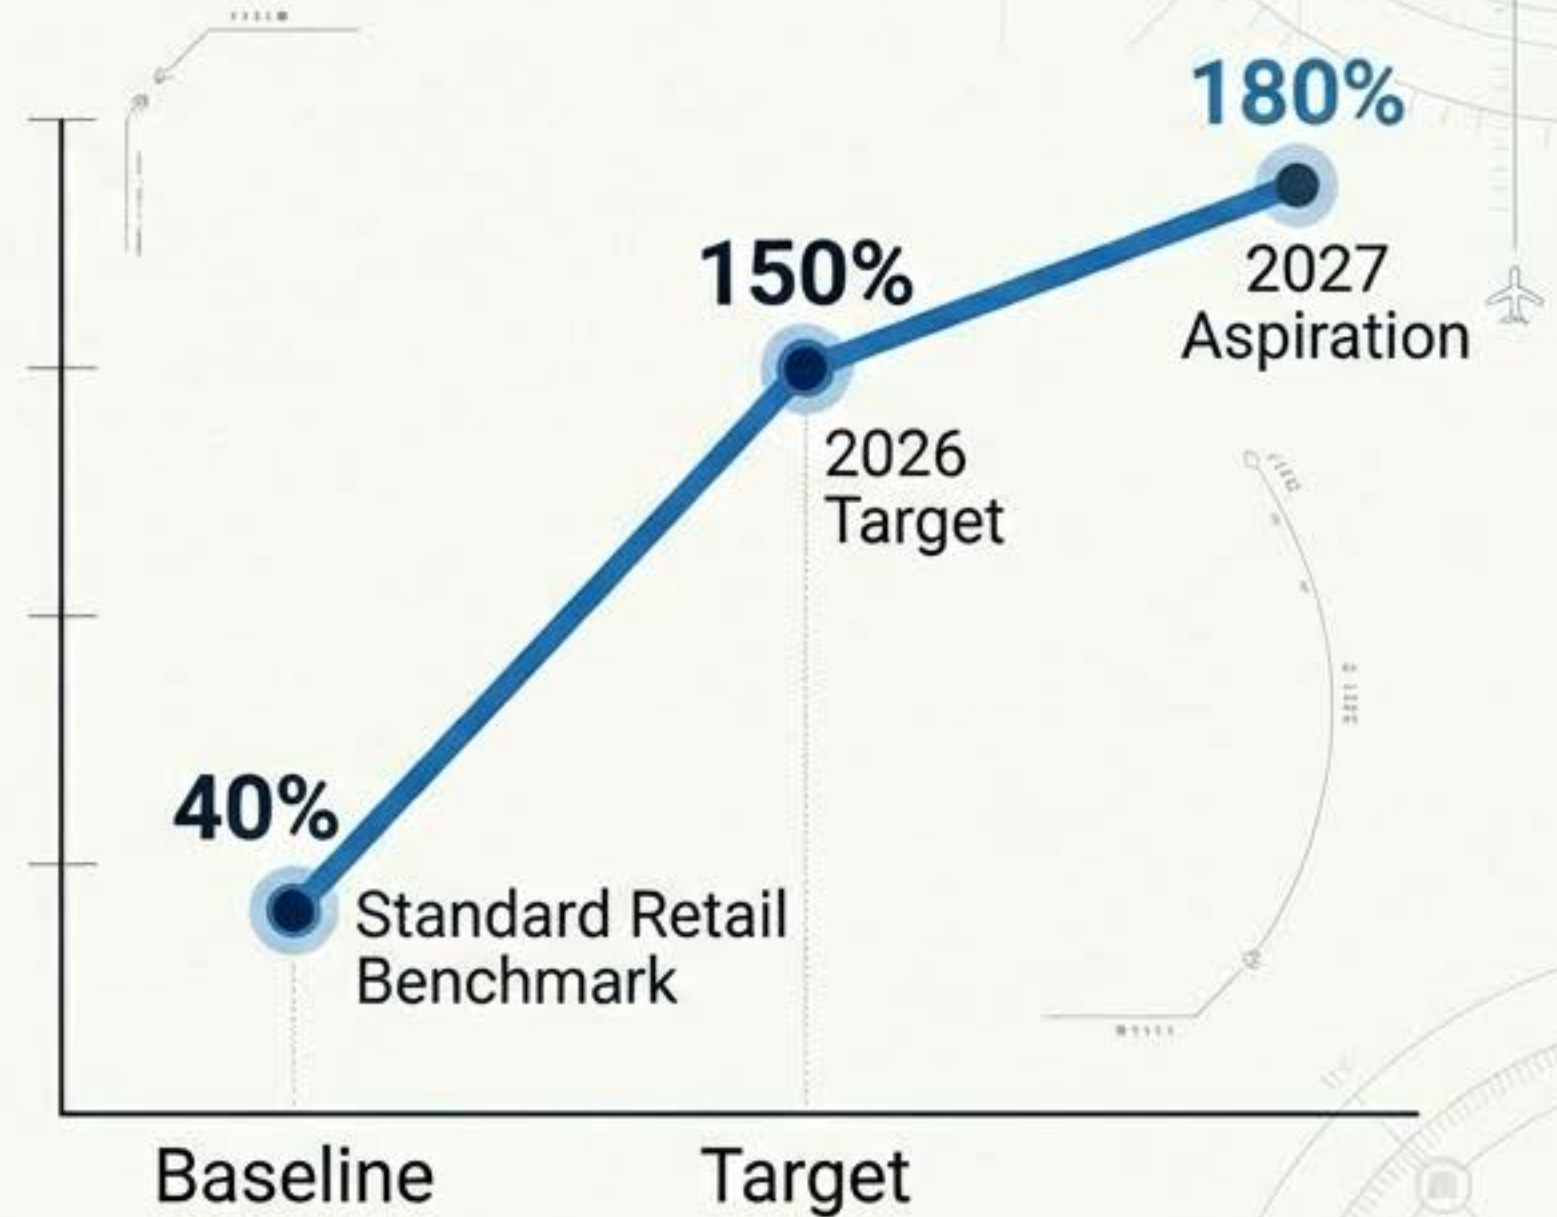 180%
2027
Aspiration
150%
2026
Target
40%
Standard Retail
Benchmark
Baseline
Target